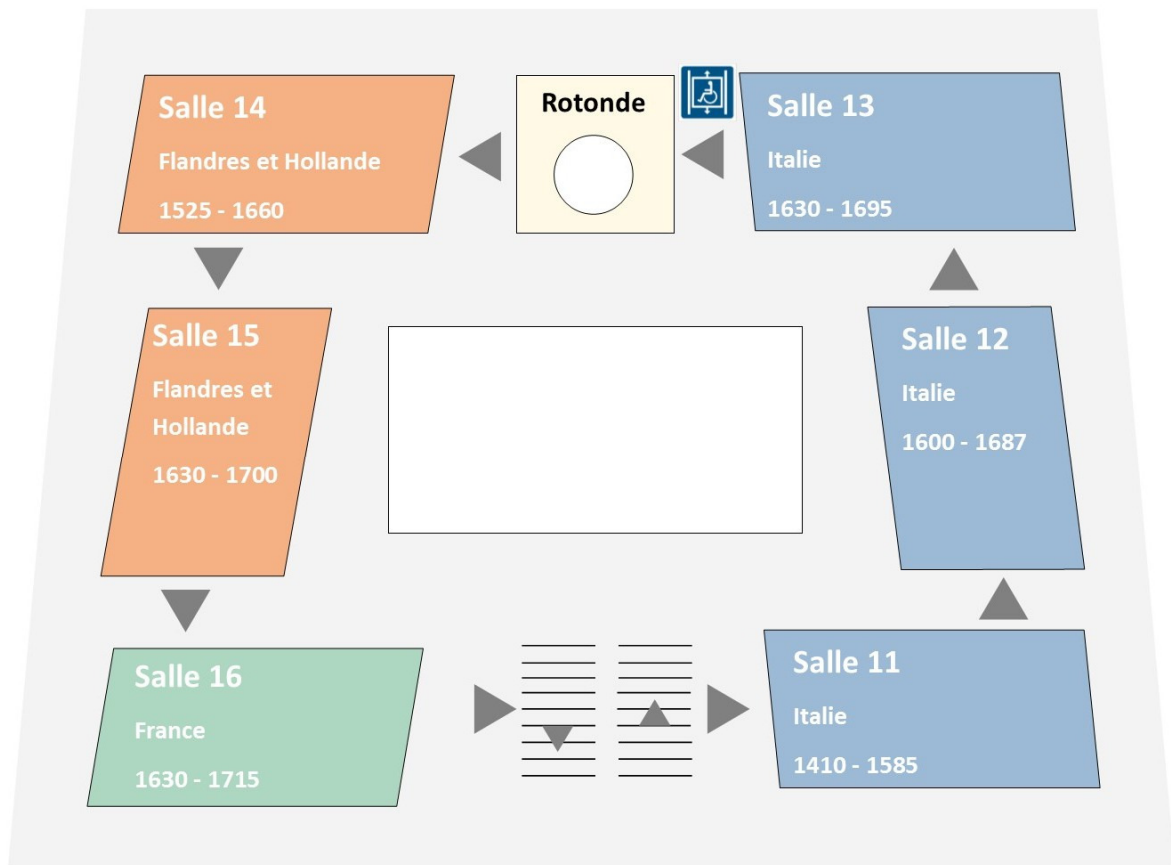 Salle 14
Flandres et Hollande
1525 - 1660
Rotonde
Salle 13
Italie
1630 - 1695
Salle 15
Flandres et
Hollande
1630 - 1700
Salle 12
Italie
1600 - 1687
Salle 16
France
1630 - 1715
Salle 11
Italie
1410 - 1585